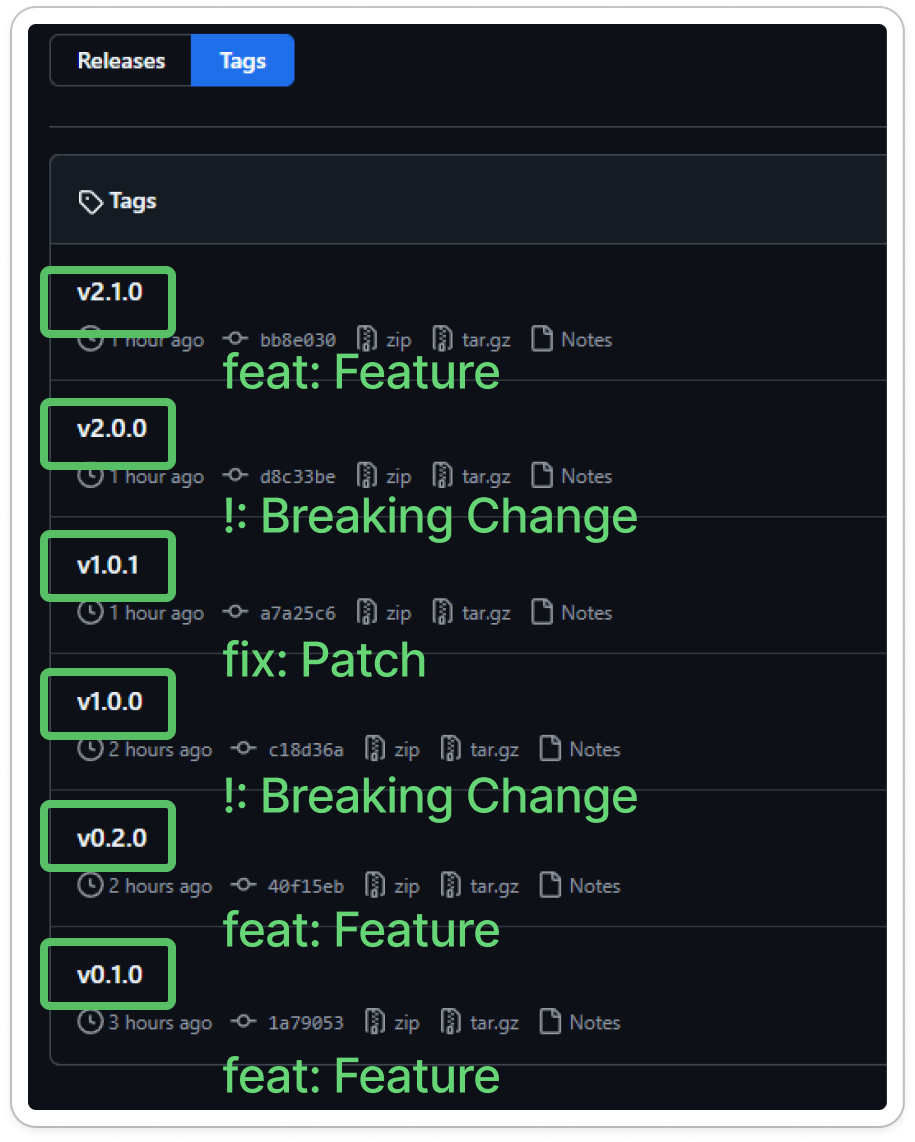 Releases Tags
Tags
v2.1.0
1 hour ago bb8e030 zip tar.gz Notes
feat: Feature
v2.0.0
1 hour ago d8c33be zip tar.gz Notes
!: Breaking Change
v1.0.1
1 hour ago a7a25c6 zip tar.gz Notes
fix: Patch
v1.0.0
2 hours ago c18d36a zip tar.gz Notes
!: Breaking Change
v0.2.0
2 hours ago 40f15eb zip tar.gz Notes
feat: Feature
v0.1.0
3 hours ago 1a79053 zip tar.gz Notes
feat: Feature